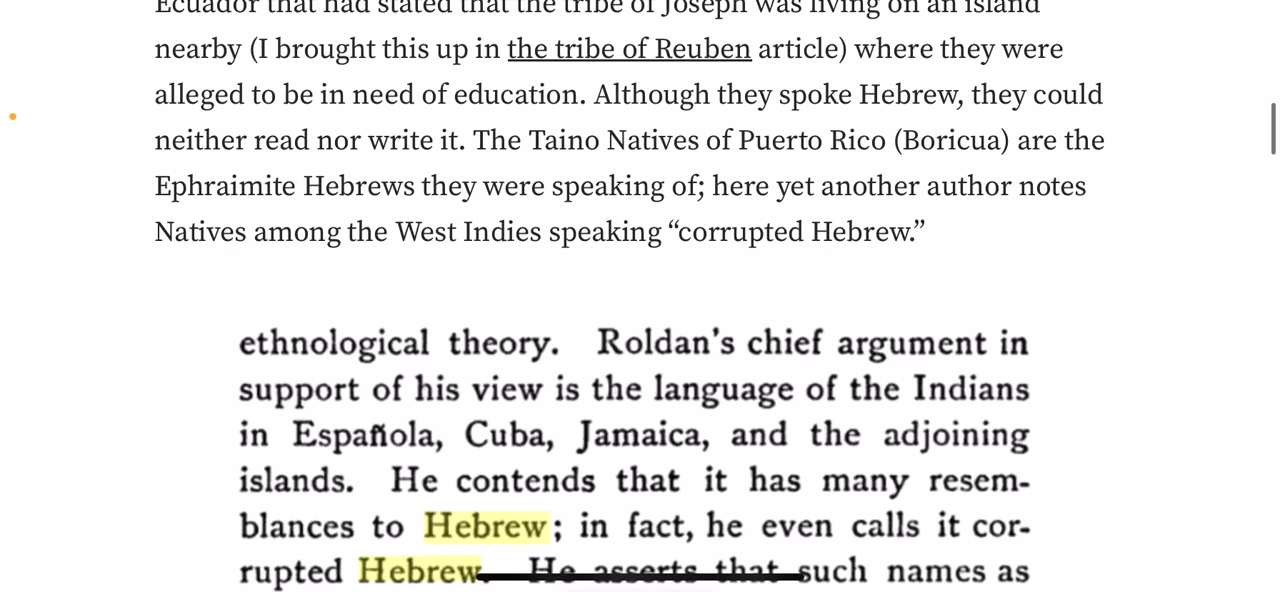 Ecuador that had stated that the tribe of Joseph was living on an island
nearby (I brought this up in the tribe of Reuben article) where they were
alleged to be in need of education. Although they spoke Hebrew, they could
neither read nor write it. The Taino Natives of Puerto Rico (Boricua) are the
Ephraimite Hebrews they were speaking of; here yet another author notes
Natives among the West Indies speaking “corrupted Hebrew.”
ethnological theory. Roldan's chief argument in
support of his view is the language of the Indians
in Española, Cuba, Jamaica, and the adjoining
islands. He contends that it has many resem-
blances to Hebrew; in fact, he even calls it cor-
rupted Hebrew. He asserts that such names as